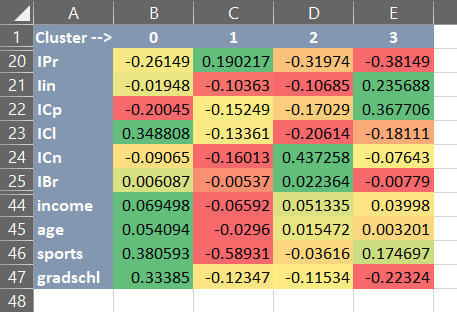 A B C D E
1 Cluster --> 0 1 2 3
20 IPr -0.26149 0.190217 -0.31974 -0.38149
21 Iin -0.01948 -0.10363 -0.10685 0.235688
22 ICp -0.20045 -0.15249 -0.17029 0.367706
23 ICl 0.348808 -0.13361 -0.20614 -0.18111
24 ICn -0.09065 -0.16013 0.437258 -0.07643
25 IBr 0.006087 -0.00537 0.022364 -0.00779
44 income 0.069498 -0.06592 0.051335 0.03998
45 age 0.054094 -0.0296 0.015472 0.003201
46 sports 0.380593 -0.58931 -0.03616 0.174697
47 gradschl 0.33385 -0.12347 -0.11534 -0.22324
48